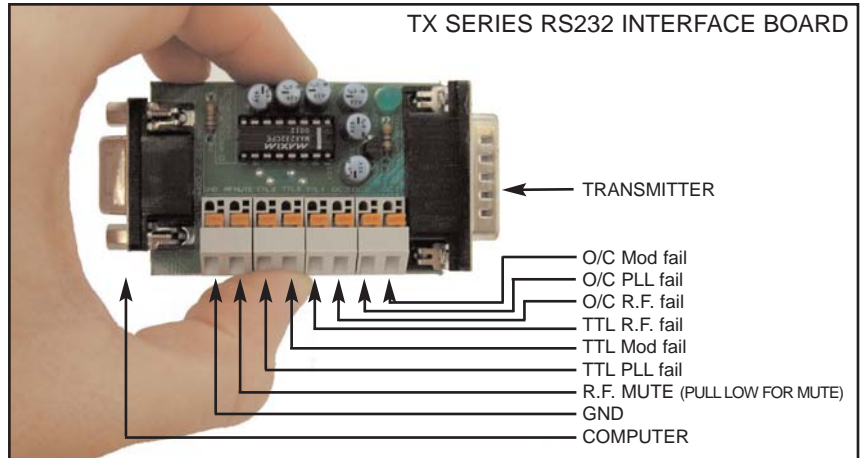 TX SERIES RS232 INTERFACE BOARD
MAXIM
TRANSMITTER
O/C Mod fail
O/C PLL fail
O/C R.F. fail
TTL R.F. fail
TTL Mod fail
TTL PLL fail
R.F. MUTE (PULL LOW FOR MUTE)
GND
COMPUTER